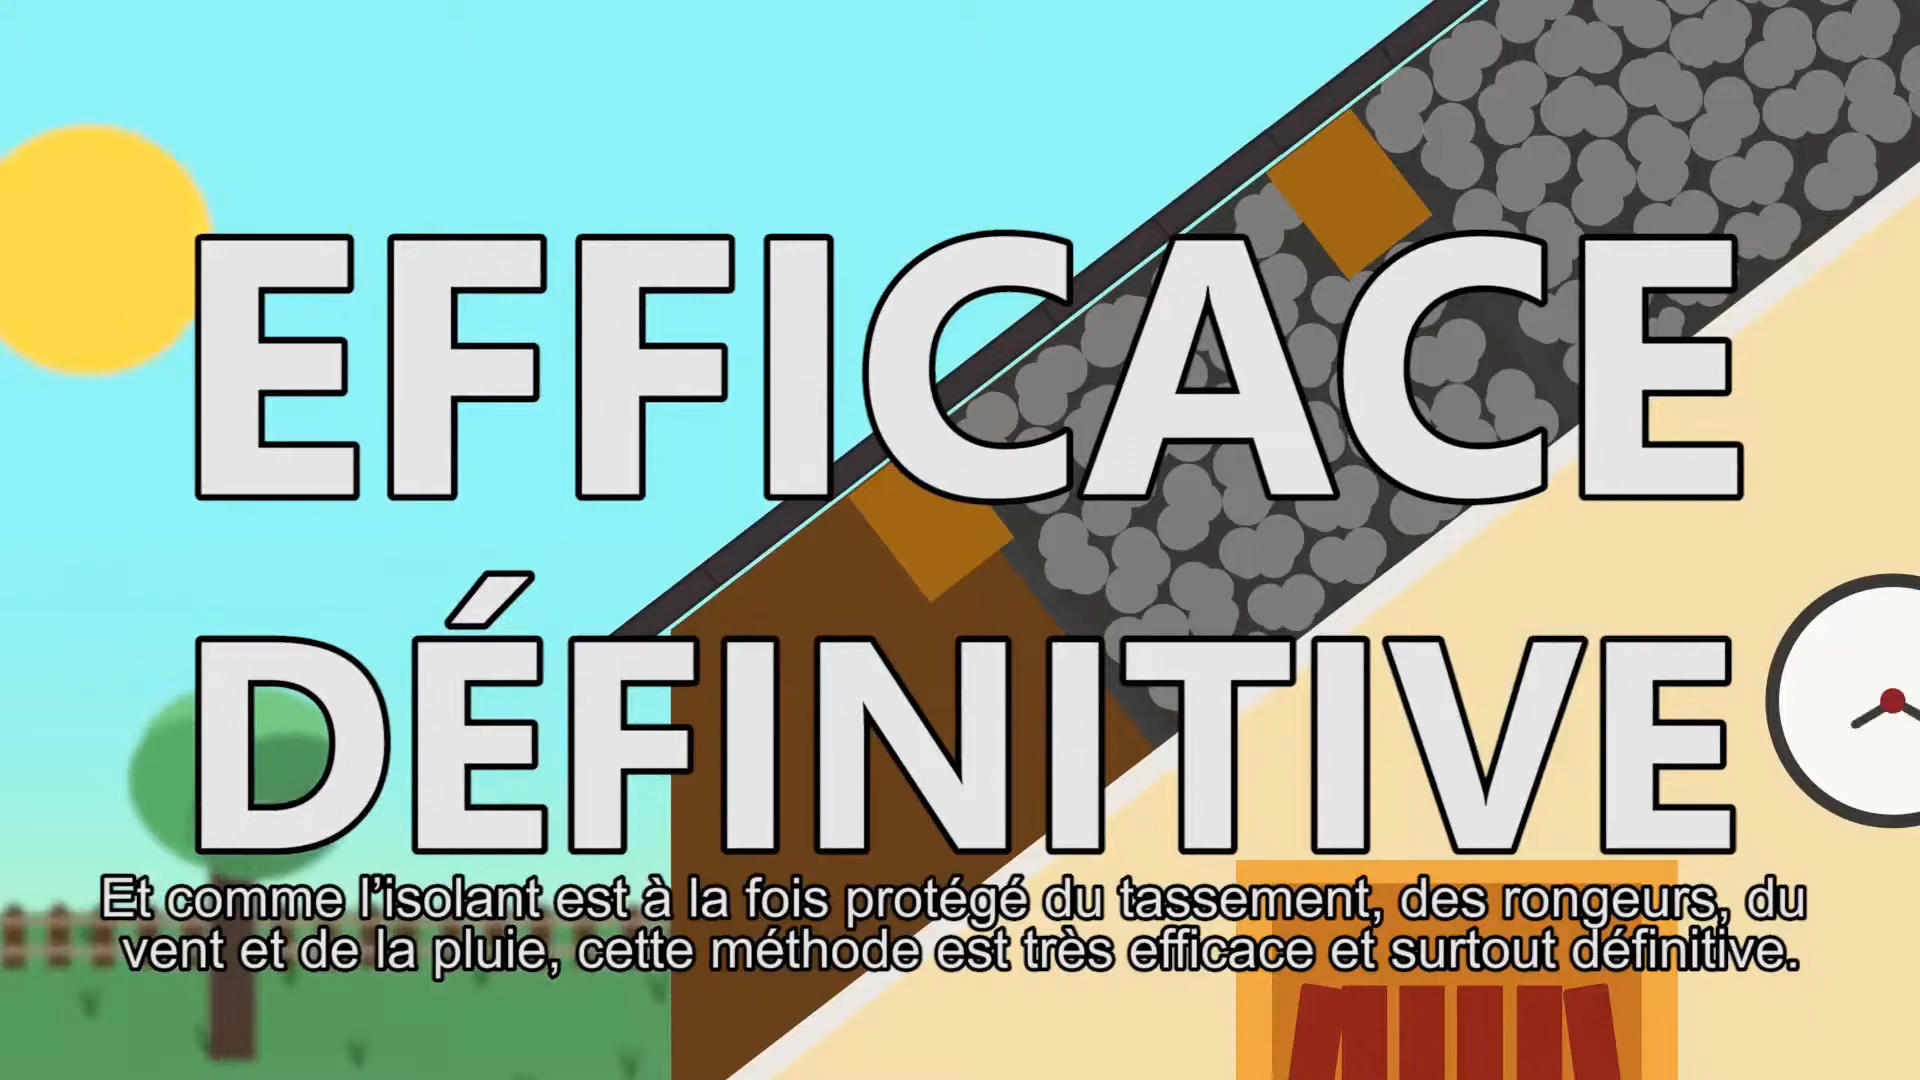 EFFICACE
DÉFINITIVE
Et comme l’isolant est à la fois protégé du tassement, des rongeurs, du
vent et de la pluie, cette méthode est très efficace et surtout définitive.